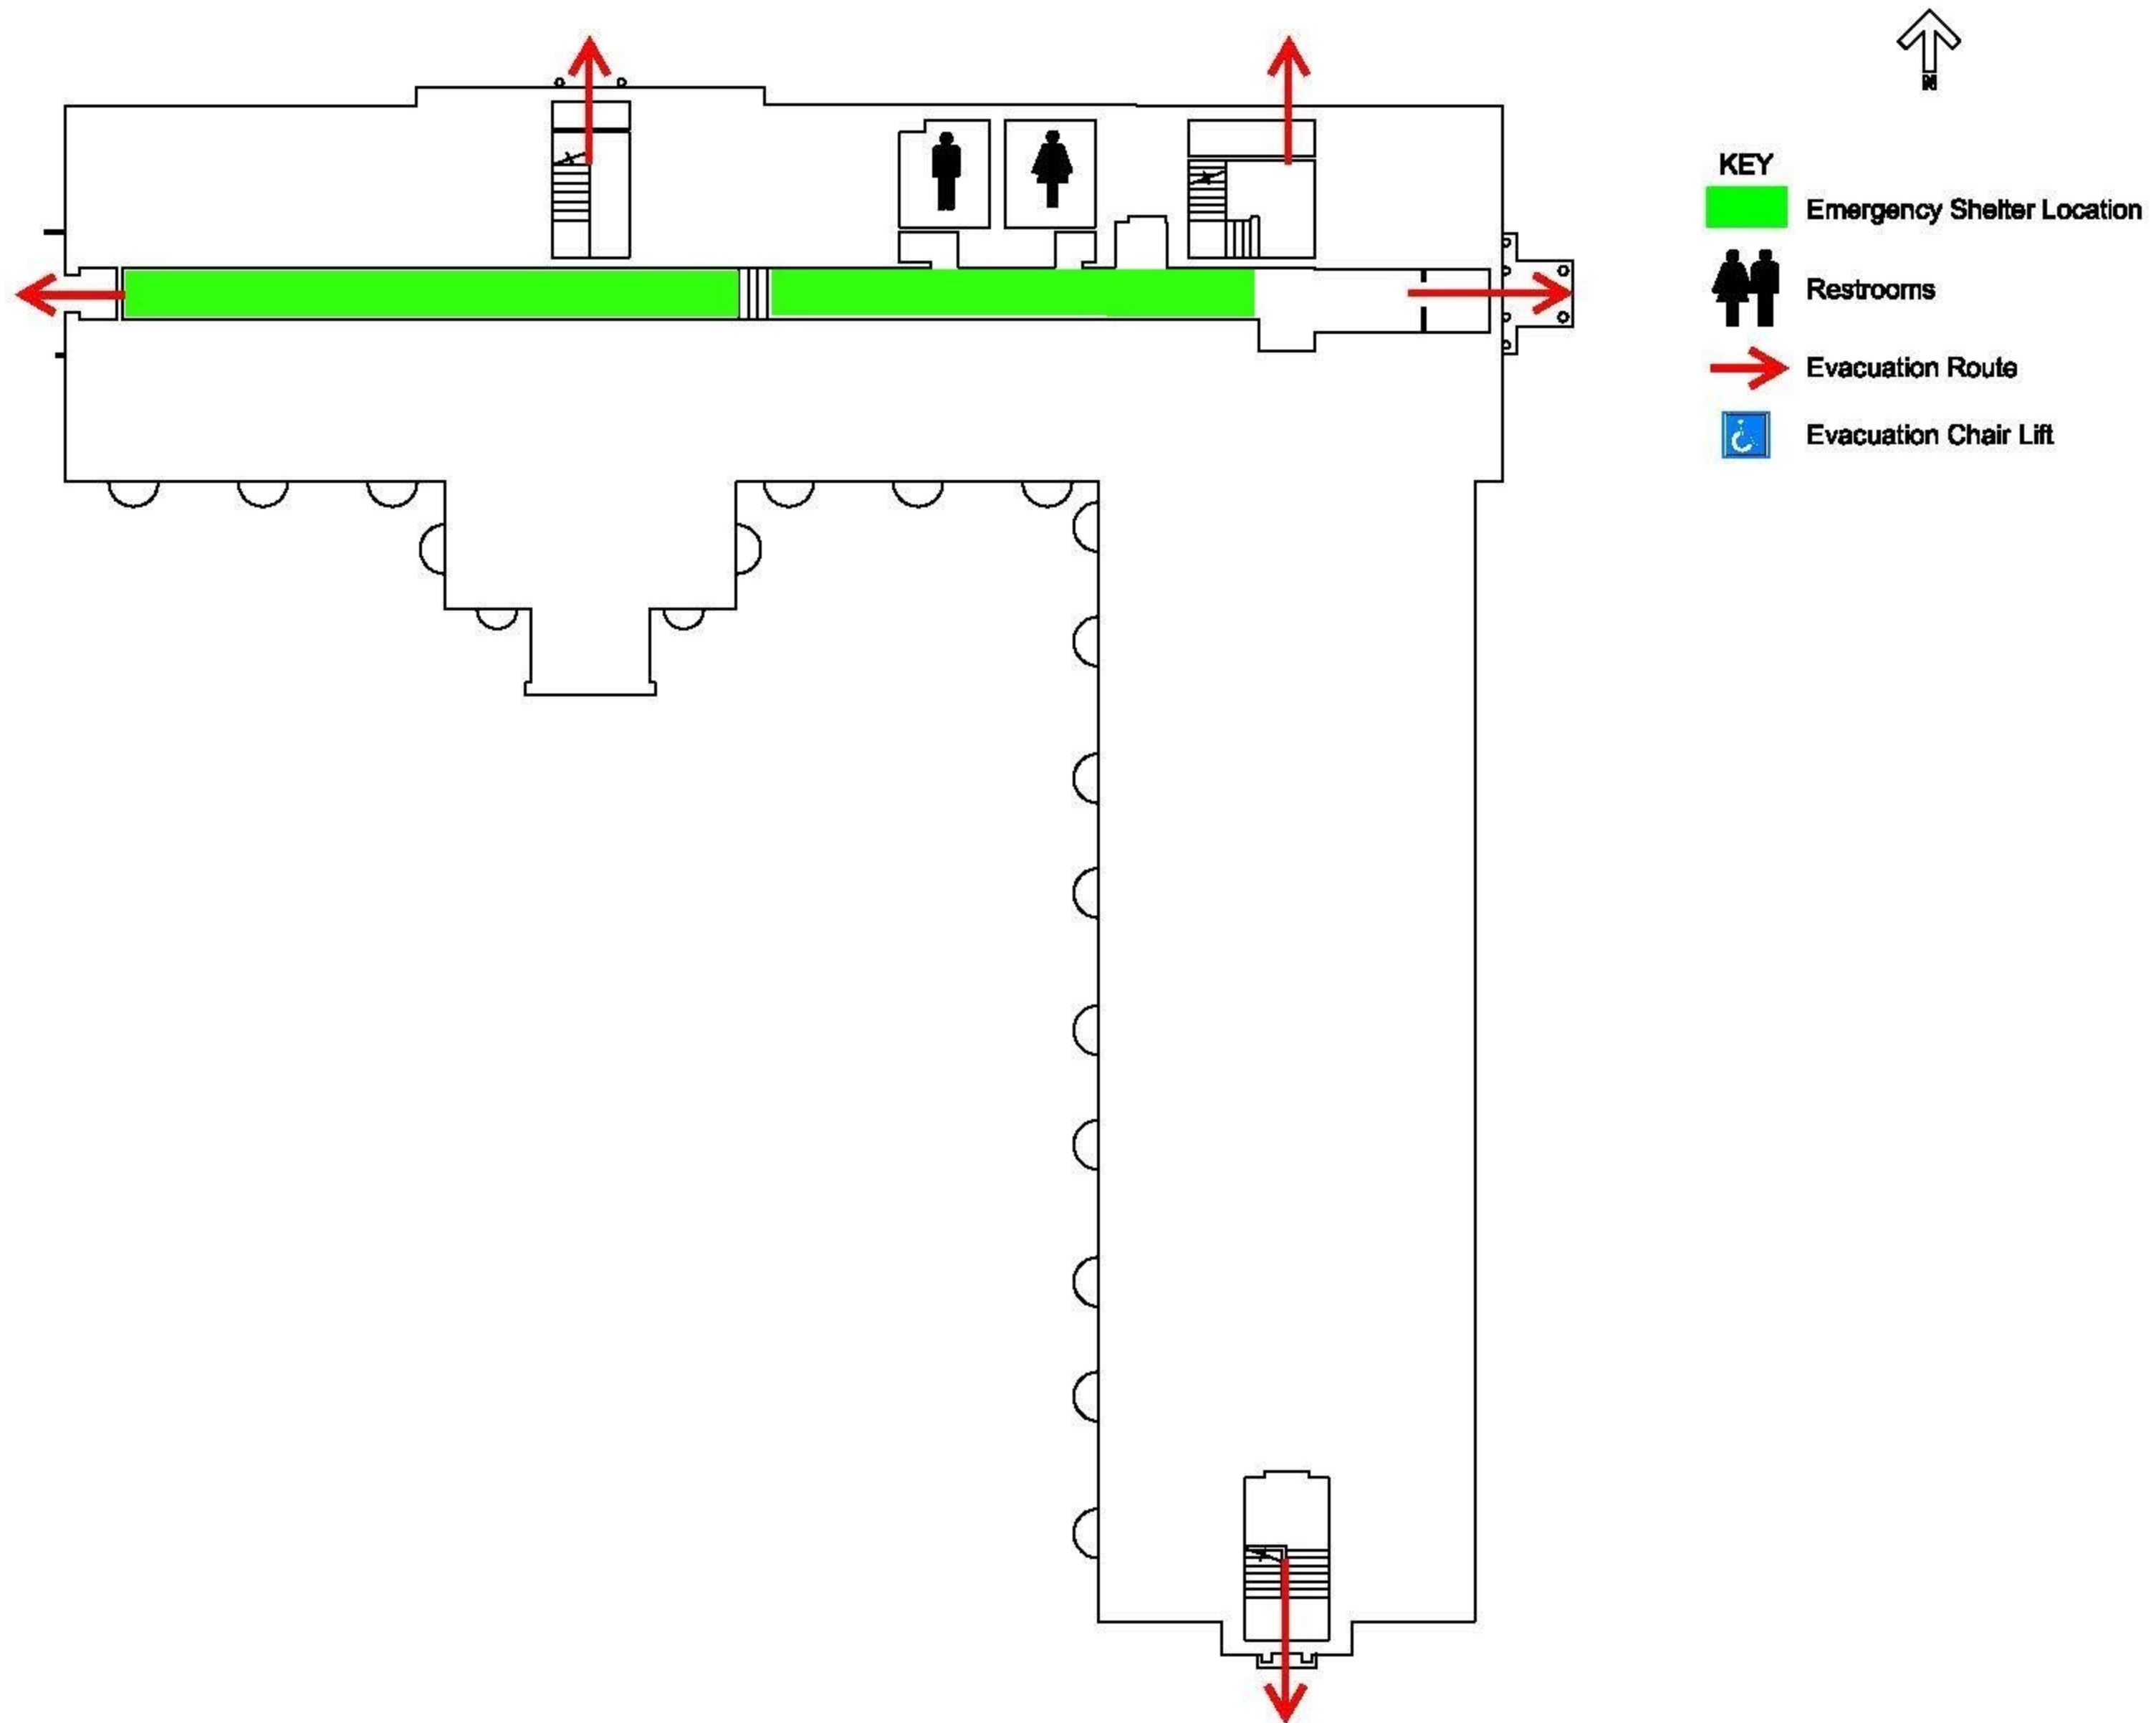 N
KEY
Emergency Shelter Location
Restrooms
Evacuation Route
Evacuation Chair Lift